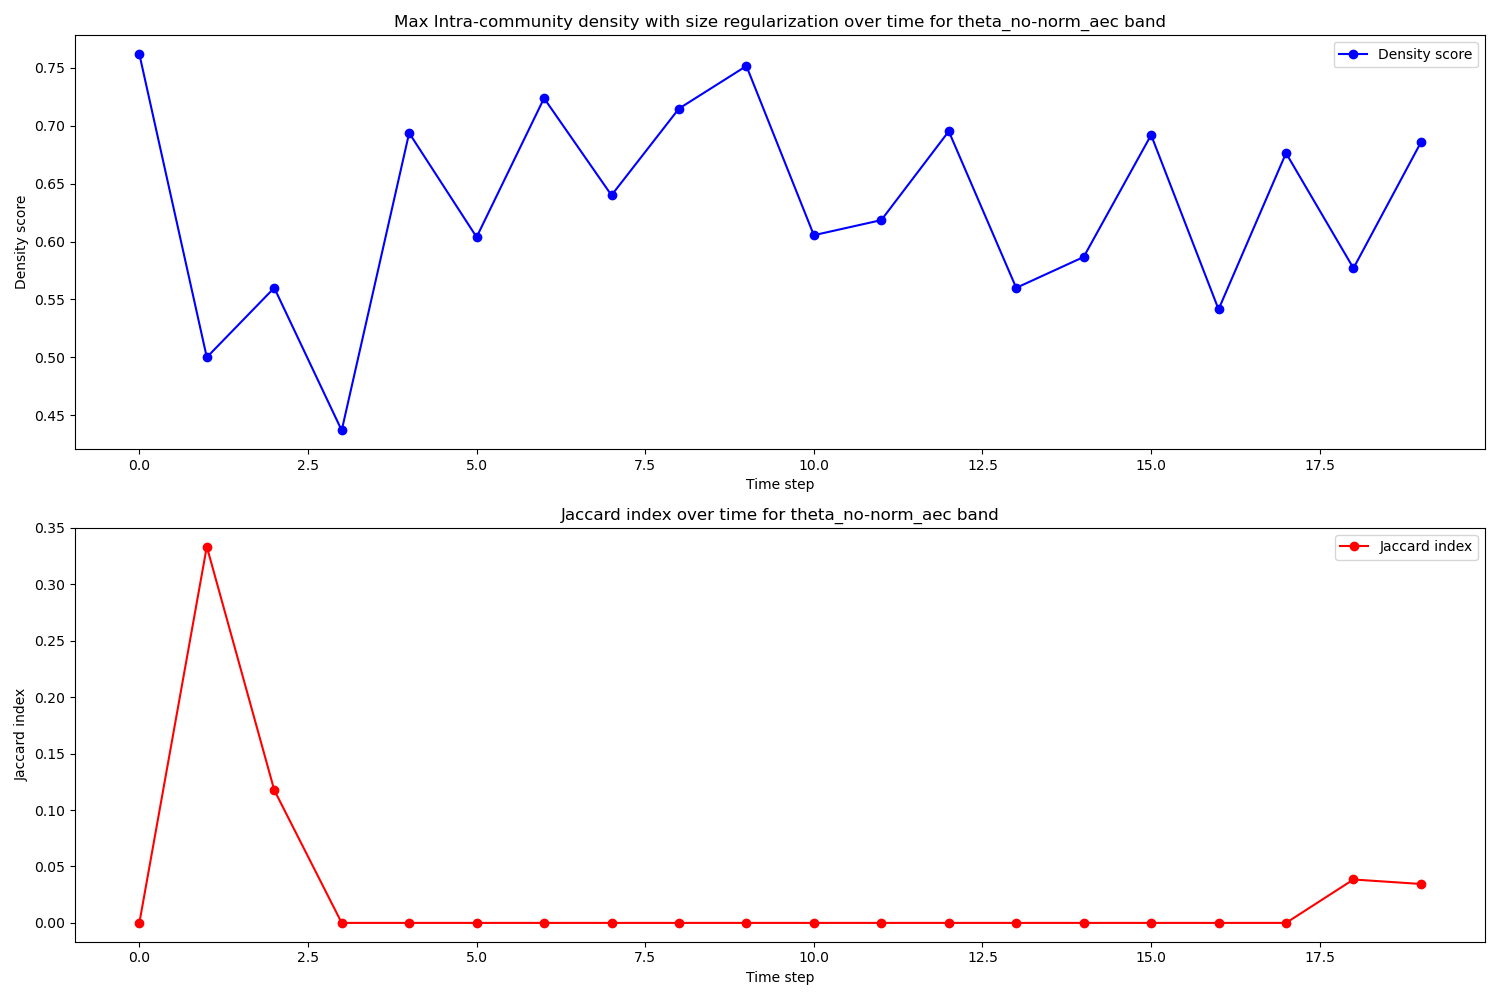 Max Intra-community density with size regularization over time for theta_no-norm_aec band
Density score
0.75
0.70
0.65
0.60
0.55
0.50
0.45
Density score
0.0 2.5 5.0 7.5 10.0 12.5 15.0 17.5
Time step
Jaccard index over time for theta_no-norm_aec band
Jaccard index
0.35
0.30
0.25
0.20
0.15
0.10
0.05
0.00
Jaccard index
0.0 2.5 5.0 7.5 10.0 12.5 15.0 17.5
Time step